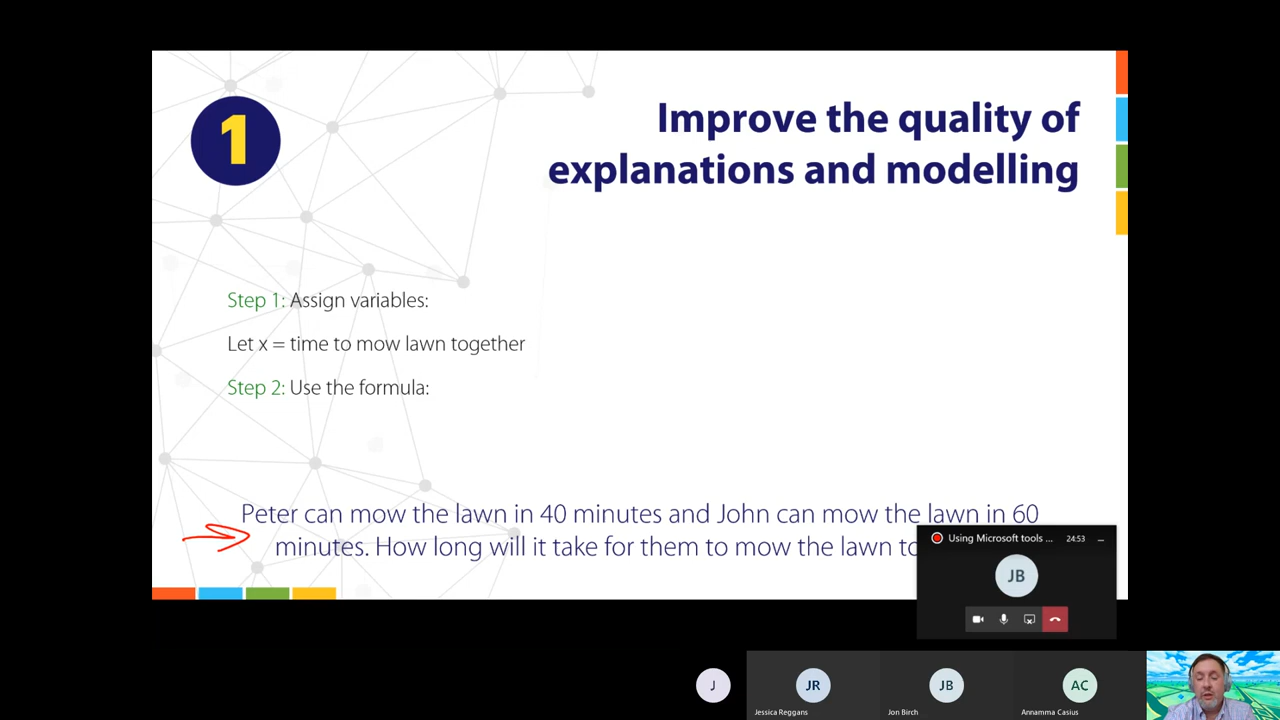 1
Improve the quality of
explanations and modelling
Step 1: Assign variables:
Let x = time to mow lawn together
Step 2: Use the formula:
Peter can mow the lawn in 40 minutes and John can mow the lawn in 60
minutes. How long will it take for them to mow the lawn
Using Microsoft tools ... 24:53
JB
J
JR
JB
AC
Jessica Reggans
Jon Birch
Annamma Casius